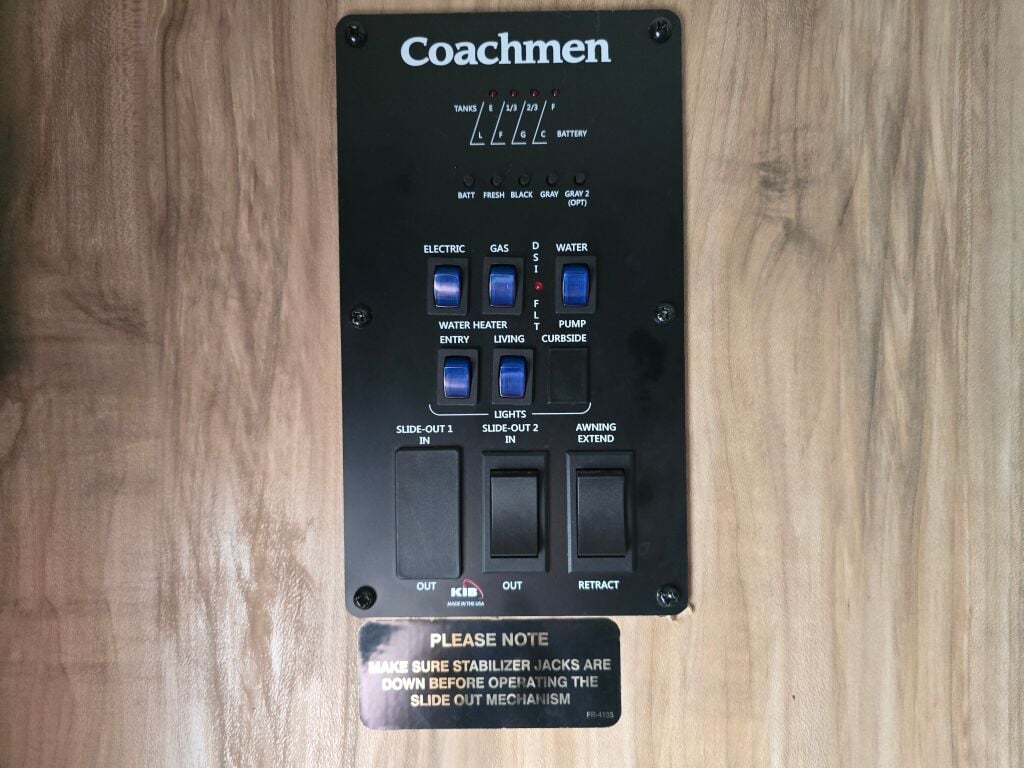 Coachmen
TANKS E 1/3 2/3 F
L F G C BATTERY
BATT FRESH BLACK GRAY GRAY 2
(OPT)
ELECTRIC GAS DSI WATER
FLT
WATER HEATER PUMP
ENTRY LIVING CURBSIDE
LIGHTS
SLIDE-OUT 1 SLIDE-OUT 2 AWNING
IN IN EXTEND
OUT OUT RETRACT
KIB
MADE IN THE USA
PLEASE NOTE
MAKE SURE STABILIZER JACKS ARE
DOWN BEFORE OPERATING THE
SLIDE OUT MECHANISM